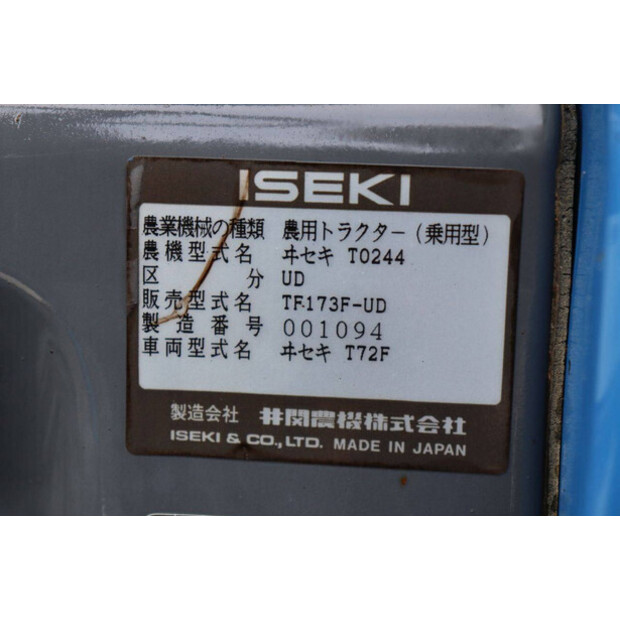 ISEKI
農業機械の種類 農用トラクター(乗用型)
農機型式名 ヰセキ T0244
区分 UD
販売型式名 TF173F-UD
製造番号 001094
車両型式名 ヰセキ T72F
製造会社 井関農機株式会社
ISEKI & CO., LTD. MADE IN JAPAN